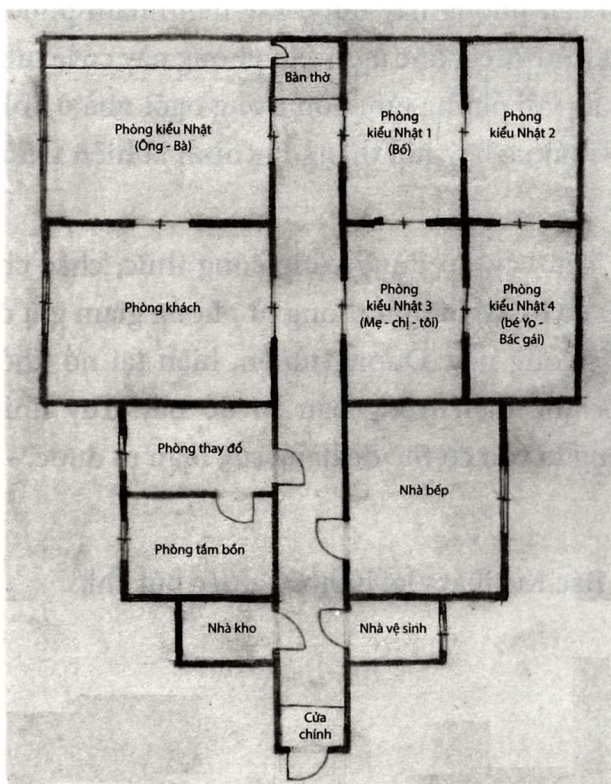 Bàn thờ
Phòng kiểu Nhật
(Ông - Bà)
Phòng
kiểu Nhật 1
(Bố)
Phòng
kiểu Nhật 2
Phòng khách
Phòng
kiểu Nhật 3
(Mẹ - chị - tôi)
Phòng
kiểu Nhật 4
(bé Yo -
Bác gái)
Phòng thay đồ
Nhà bếp
Phòng tắm bồn
Nhà kho
Nhà vệ sinh
Cửa
chính